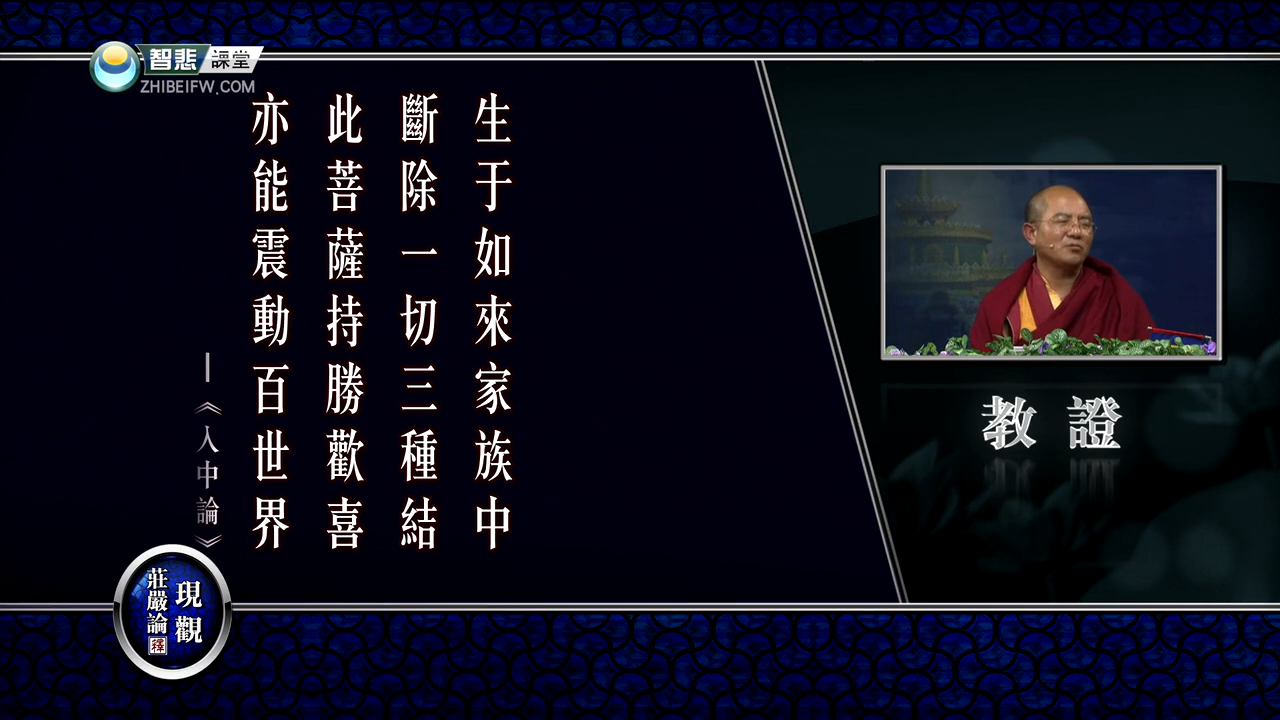 智悲課堂
ZHIBEIFW.COM
生于如來家族中
斷除一切三種結
此菩薩持勝歡喜
亦能震動百世界
—《入中論》
教證
現觀
莊嚴論釋